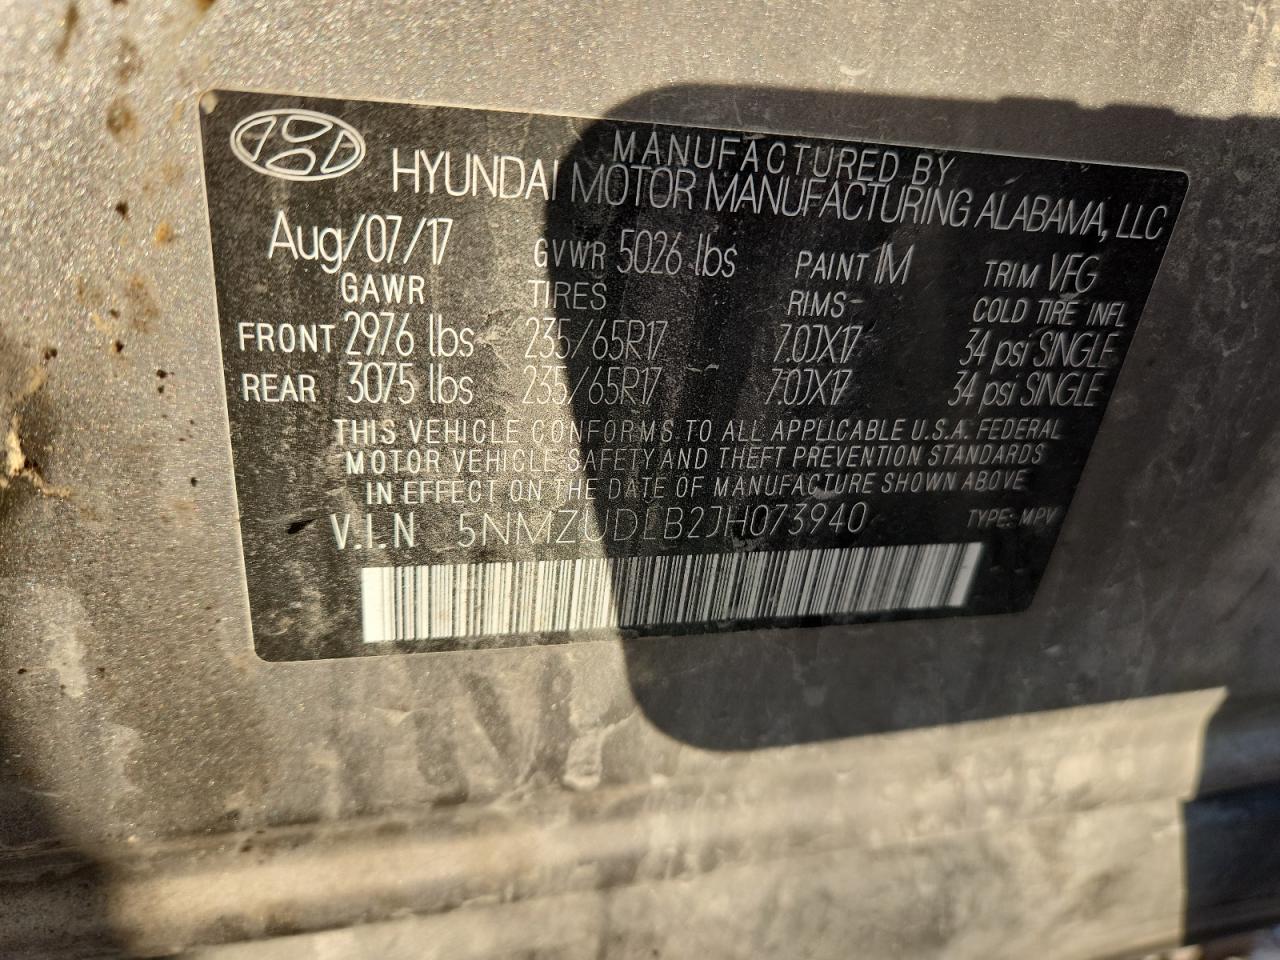 MANUFACTURED BY
HYUNDAI MOTOR MANUFACTURING ALABAMA, LLC
Aug/07/17 GVWR 5026 lbs PAINT IM TRIM VFG
GAWR TIRES RIMS COLD TIRE INFL
FRONT 2976 lbs 235/65R17 7.0JX17 34 psi SINGLE
REAR 3075 lbs 235/65R17 7.0JX17 34 psi SINGLE
THIS VEHICLE CONFORMS TO ALL APPLICABLE U.S.A. FEDERAL
MOTOR VEHICLE SAFETY AND THEFT PREVENTION STANDARDS
IN EFFECT ON THE DATE OF MANUFACTURE SHOWN ABOVE
V.I.N 5NMZUDLB2JH073940 TYPE: MPV